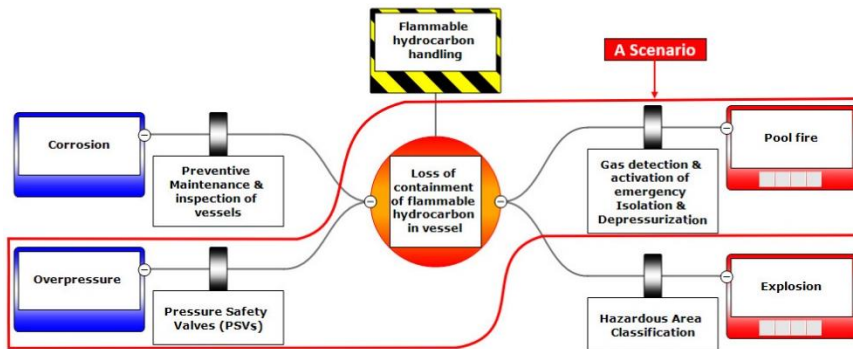 Flammable
hydrocarbon
handling
A Scenario
Corrosion
Preventive
Maintenance &
inspection of
vessels
Loss of
containment
of flammable
hydrocarbon
in vessel
Gas detection &
activation of
emergency
Isolation &
Depressurization
Pool fire
Overpressure
Pressure Safety
Valves (PSVs)
Hazardous Area
Classification
Explosion